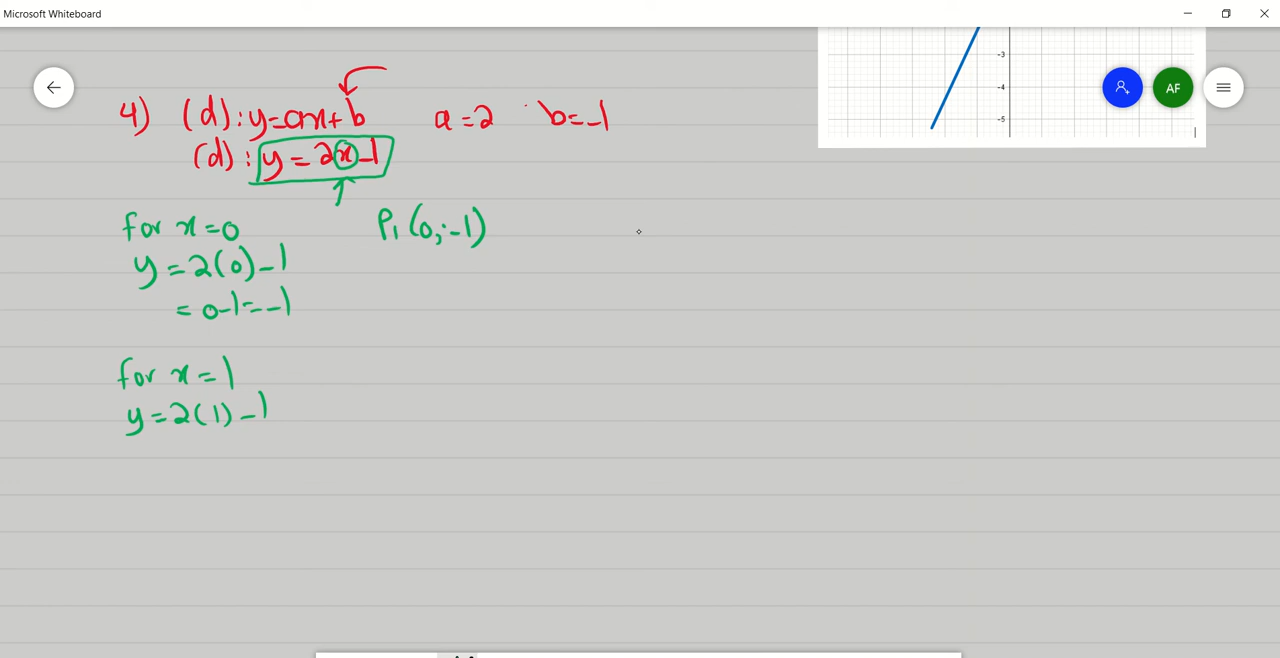 Microsoft Whiteboard
-3
-4
-5
AF
4) (d): y=ax+b a=2 b=-1
(d): y = 2x-1
for x=0 P1(0;-1)
y=2(0)-1
= 0-1=-1
for x=1
y=2(1)-1